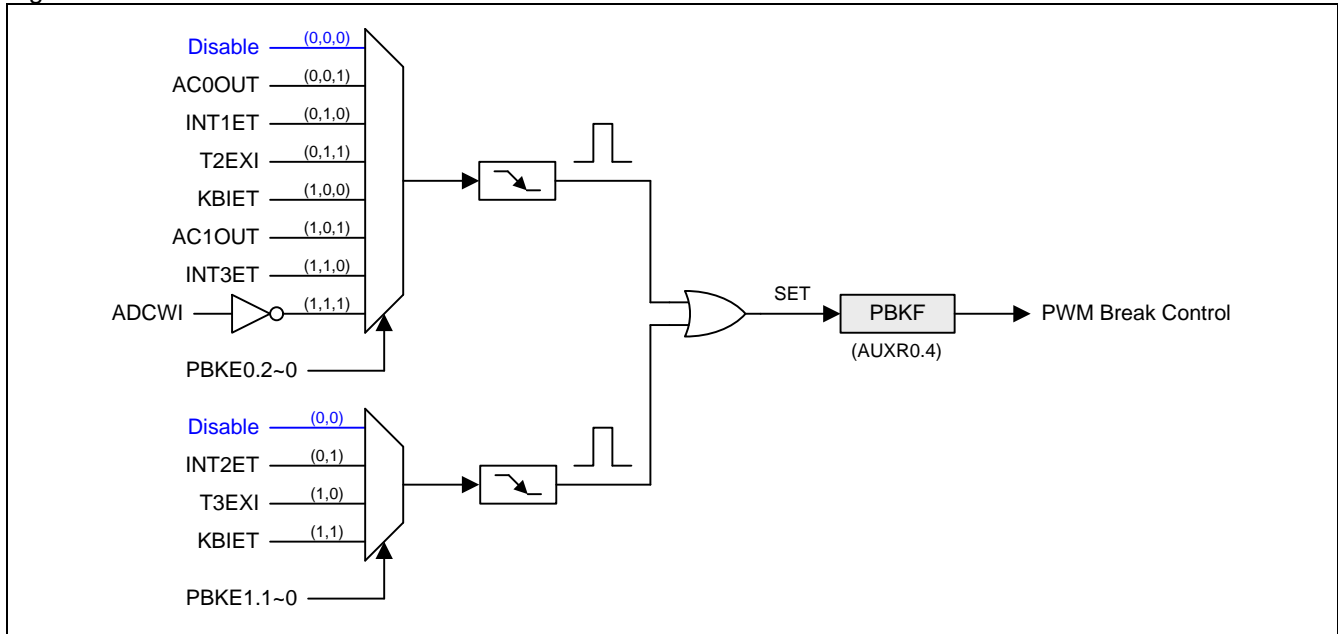 Disable (0,0,0)
AC0OUT (0,0,1)
INT1ET (0,1,0)
T2EXI (0,1,1)
KBIET (1,0,0)
AC1OUT (1,0,1)
INT3ET (1,1,0)
ADCWI (1,1,1)
PBKE0.2~0
SET
PBKF
PWM Break Control
(AUXR0.4)
Disable (0,0)
INT2ET (0,1)
T3EXI (1,0)
KBIET (1,1)
PBKE1.1~0